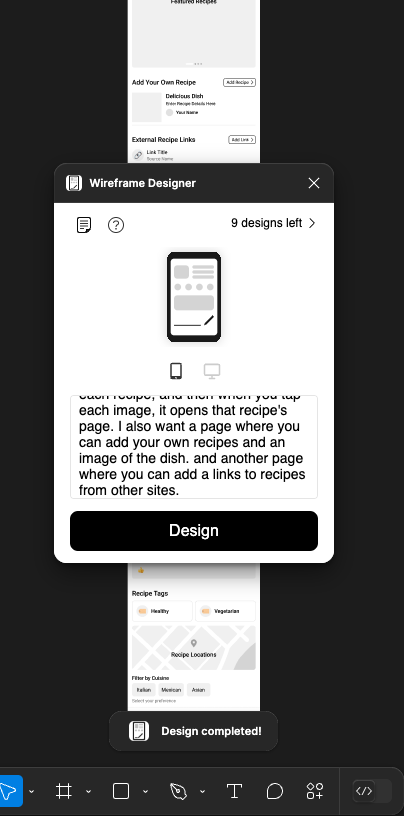 Featured Recipes
Add Your Own Recipe
Add Recipe >
Delicious Dish
Enter Recipe Details Here
Your Name
External Recipe Links
Add Link >
Link Title
Source Name
Wireframe Designer
9 designs left >
each recipe, and then when you tap
each image, it opens that recipe's
page. I also want a page where you
can add your own recipes and an
image of the dish. and another page
where you can add a links to recipes
from other sites.
Design
Recipe Tags
Healthy
Vegetarian
Recipe Locations
Filter by Cuisine
Italian
Mexican
Asian
Select your preference
Design completed!